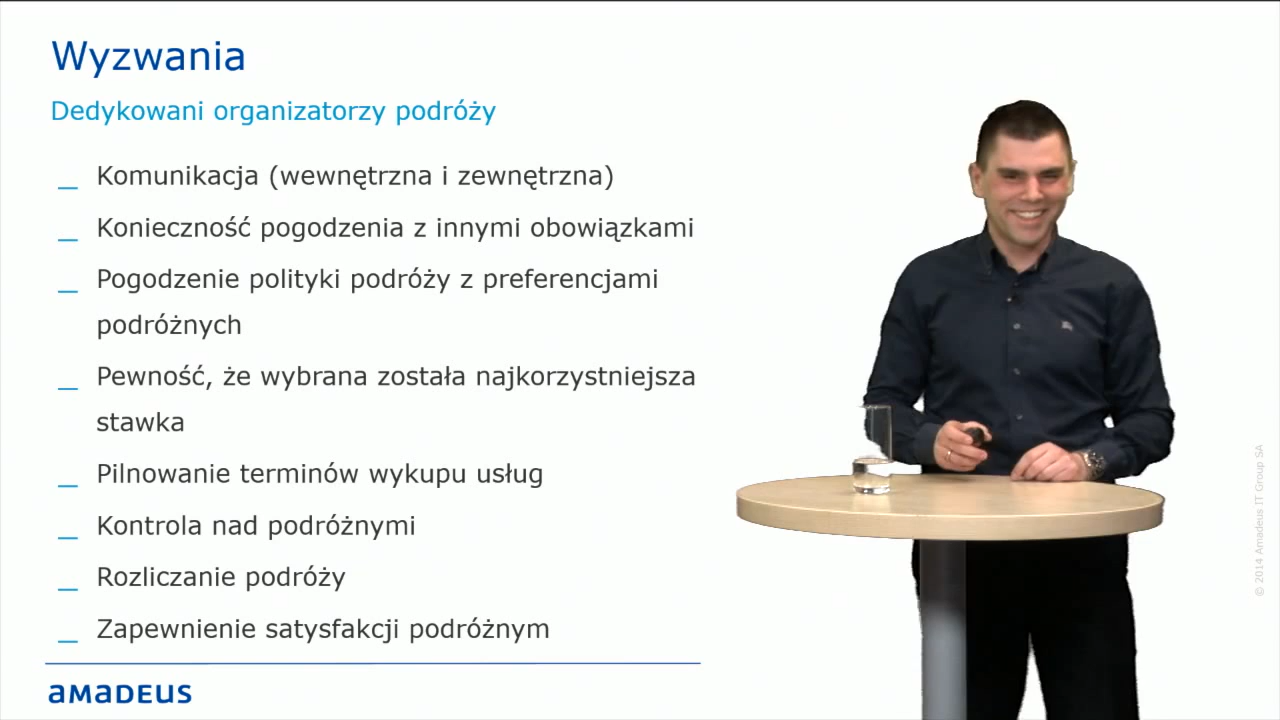 Wyzwania
Dedykowani organizatorzy podróży
_ Komunikacja (wewnętrzna i zewnętrzna)
_ Konieczność pogodzenia z innymi obowiązkami
_ Pogodzenie polityki podróży z preferencjami
podróżnych
_ Pewność, że wybrana została najkorzystniejsza
stawka
_ Pilnowanie terminów wykupu usług
_ Kontrola nad podróżnymi
_ Rozliczanie podróży
_ Zapewnienie satysfakcji podróżnym
amadeus
© 2014 Amadeus IT Group SA